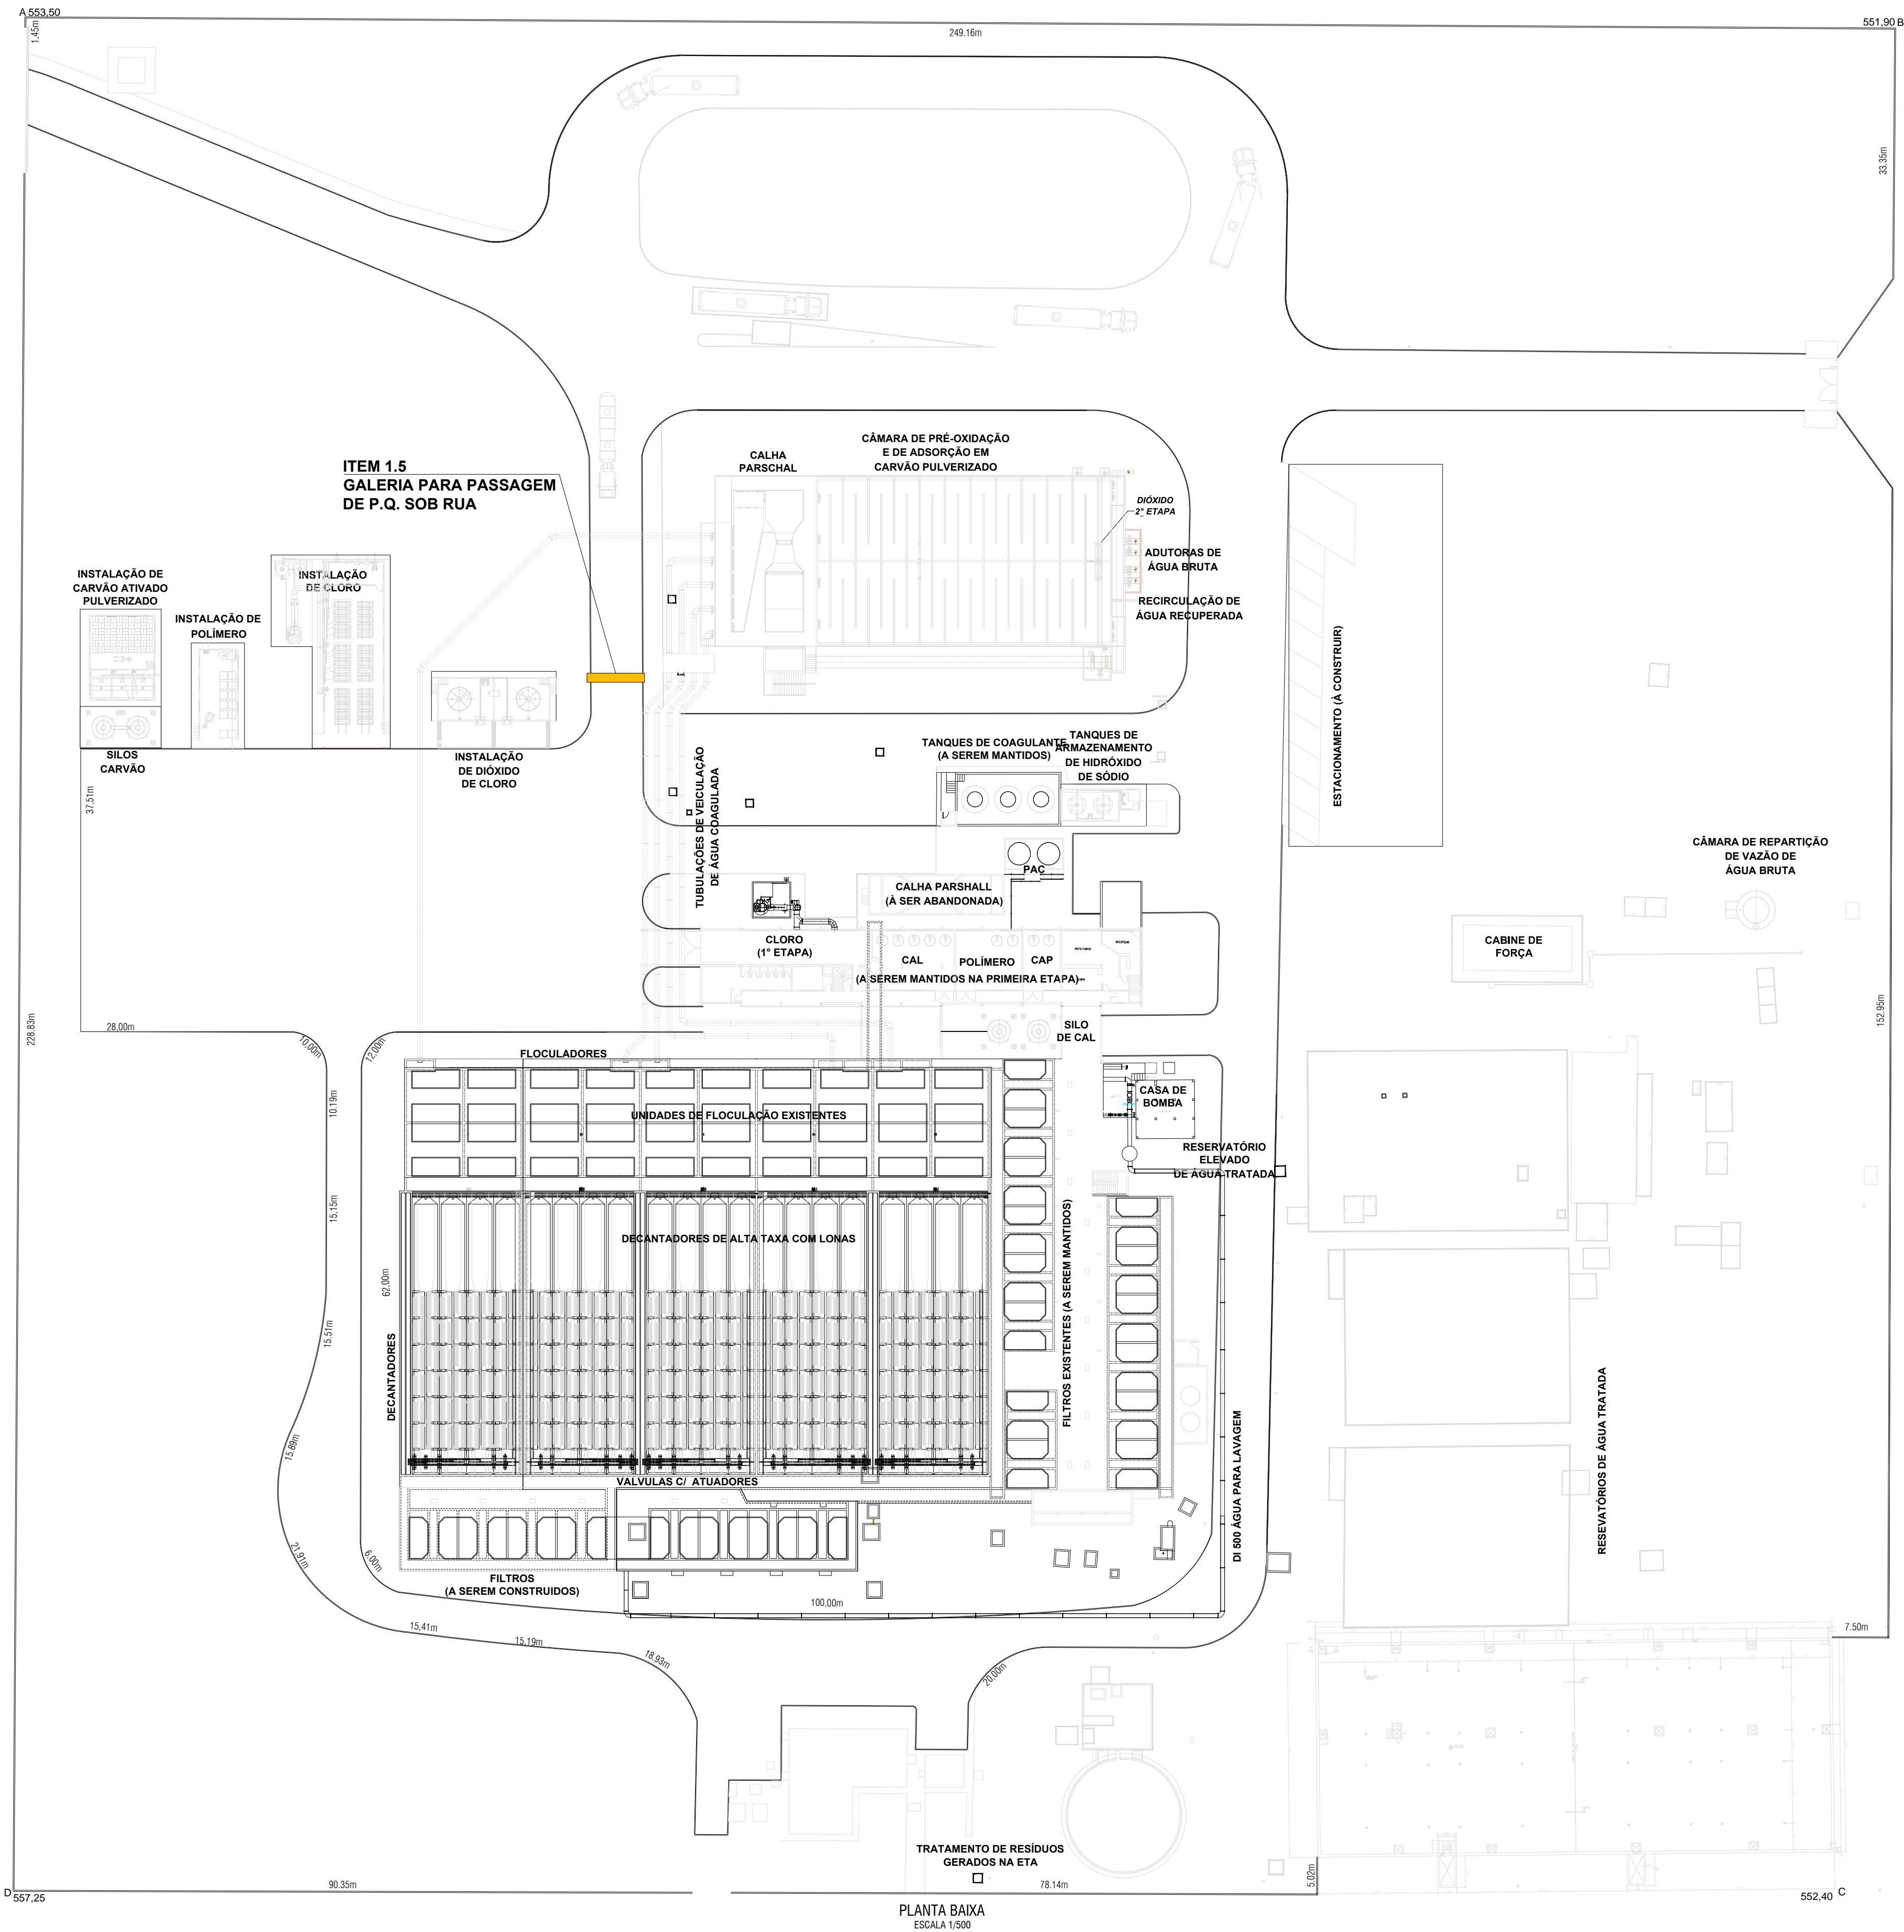 A 553,50
551,90 B
1.45m
249.16m
33.35m
ITEM 1.5
GALERIA PARA PASSAGEM
DE P.Q. SOB RUA
CALHA
PARSCHAL
CÂMARA DE PRÉ-OXIDAÇÃO
E DE ADSORÇÃO EM
CARVÃO PULVERIZADO
DIÓXIDO
2° ETAPA
ADUTORAS DE
ÁGUA BRUTA
RECIRCULAÇÃO DE
ÁGUA RECUPERADA
INSTALAÇÃO DE
CARVÃO ATIVADO
PULVERIZADO
INSTALAÇÃO DE
POLÍMERO
INSTALAÇÃO
DE CLORO
SILOS
CARVÃO
INSTALAÇÃO
DE DIÓXIDO
DE CLORO
ESTACIONAMENTO (À CONSTRUIR)
TANQUES DE COAGULANTE
(A SEREM MANTIDOS)
TANQUES DE
ARMAZENAMENTO
DE HIDRÓXIDO
DE SÓDIO
TUBULAÇÕES DE VEICULAÇÃO
DE ÁGUA COAGULADA
37,51m
PAC
CALHA PARSHALL
(À SER ABANDONADA)
CÂMARA DE REPARTIÇÃO
DE VAZÃO DE
ÁGUA BRUTA
CLORO
(1° ETAPA)
CAL
POLÍMERO
CAP
(A SEREM MANTIDOS NA PRIMEIRA ETAPA)
CABINE DE
FORÇA
228.83m
28,00m
10,00m
12,00m
SILO
DE CAL
152.95m
FLOCULADORES
10.19m
UNIDADES DE FLOCULAÇÃO EXISTENTES
CASA DE
BOMBA
RESERVATÓRIO
ELEVADO
DE ÁGUA TRATADA
15,15m
DECANTADORES DE ALTA TAXA COM LONAS
FILTROS EXISTENTES (A SEREM MANTIDOS)
62,00m
15.51m
DECANTADORES
15,89m
DI 500 ÁGUA PARA LAVAGEM
RESEVATÓRIOS DE ÁGUA TRATADA
VALVULAS C/ ATUADORES
21,91m
6,00m
FILTROS
(A SEREM CONSTRUIDOS)
100,00m
15,41m
15,19m
18.93m
20,00m
7.50m
TRATAMENTO DE RESÍDUOS
GERADOS NA ETA
5.02m
90.35m
78.14m
D 557,25
552,40 C
PLANTA BAIXA
ESCALA 1/500